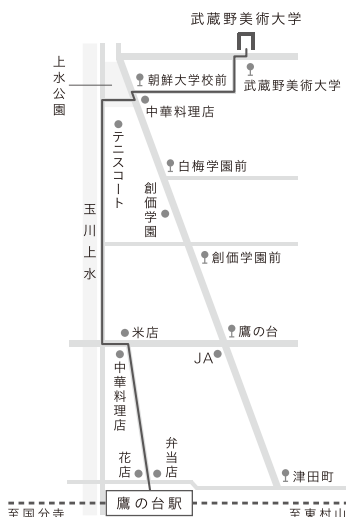 武蔵野美術大学
上水公園
朝鮮大学校前
武蔵野美術大学
中華料理店
テニスコート
白梅学園前
創価学園
玉川上水
創価学園前
米店
鷹の台
JA
中華料理店
花店
弁当店
津田町
鷹の台駅
至国分寺
至東村山